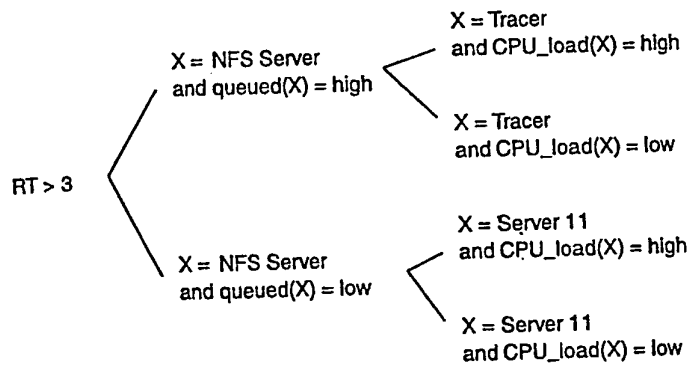 X = Tracer
and CPU_load(X) = high
X = NFS Server
and queued(X) = high
X = Tracer
and CPU_load(X) = low
RT > 3
X = Server 11
and CPU_load(X) = high
X = NFS Server
and queued(X) = low
X = Server 11
and CPU_load(X) = low